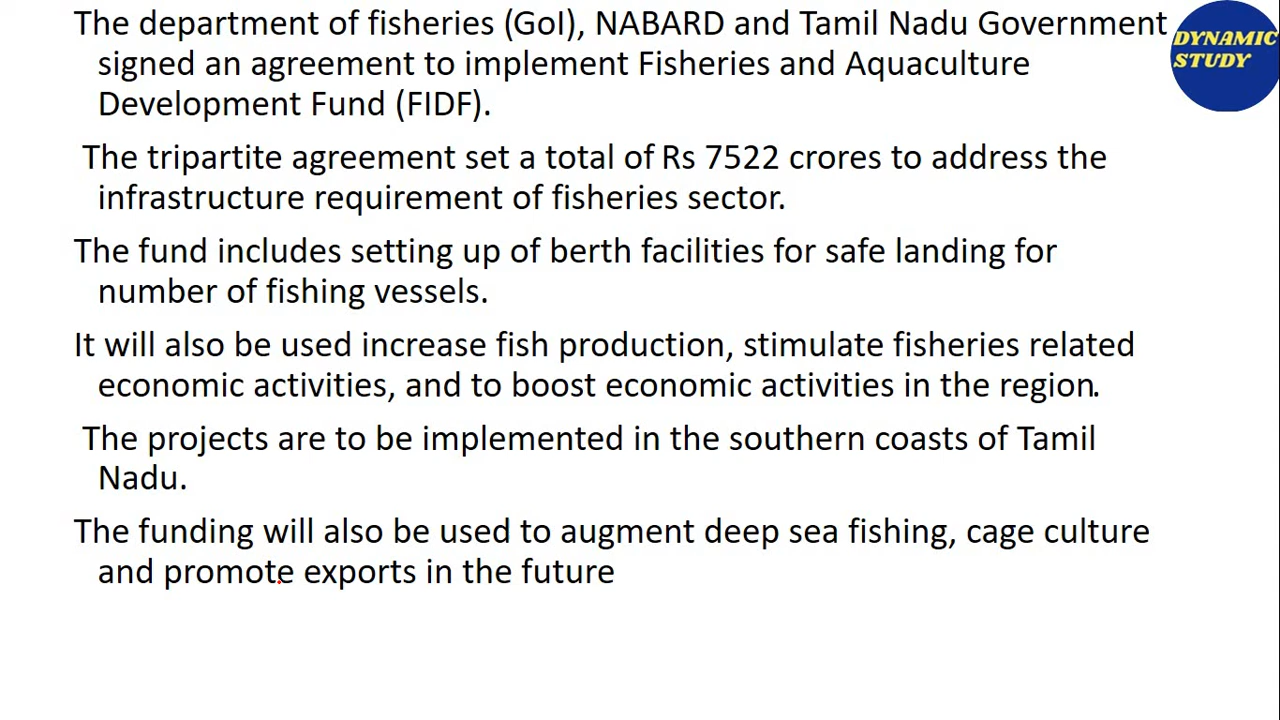 The department of fisheries (GoI), NABARD and Tamil Nadu Government
signed an agreement to implement Fisheries and Aquaculture
Development Fund (FIDF).
The tripartite agreement set a total of Rs 7522 crores to address the
infrastructure requirement of fisheries sector.
The fund includes setting up of berth facilities for safe landing for
number of fishing vessels.
It will also be used increase fish production, stimulate fisheries related
economic activities, and to boost economic activities in the region.
The projects are to be implemented in the southern coasts of Tamil
Nadu.
The funding will also be used to augment deep sea fishing, cage culture
and promote exports in the future
DYNAMIC
STUDY